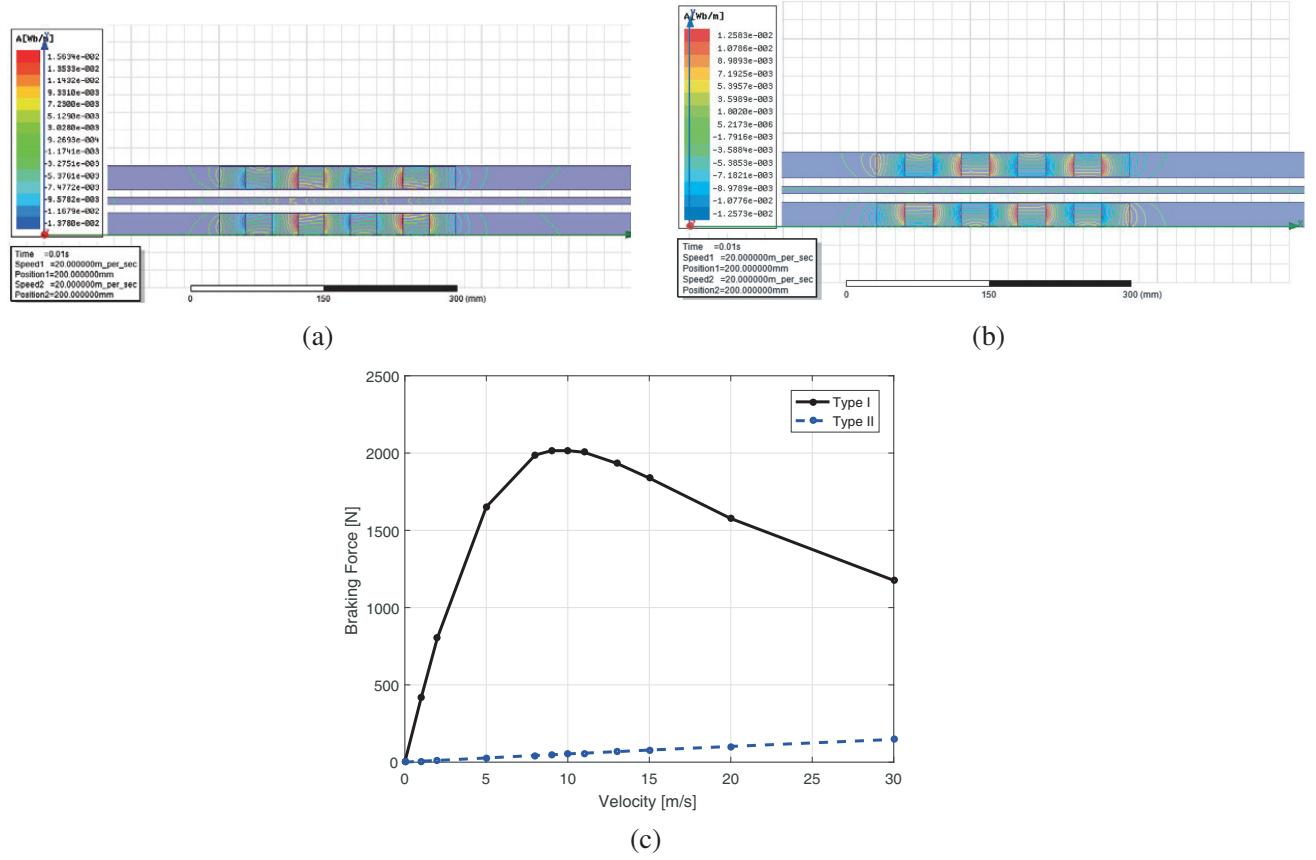 A[Wb/m]
1.5634e-002
1.3533e-002
1.1432e-002
9.3310e-003
7.2300e-003
5.1290e-003
3.0280e-003
9.2693e-004
-1.1741e-003
-3.2751e-003
-5.3761e-003
-7.4772e-003
-9.5782e-003
-1.1679e-002
-1.3780e-002
Time =0.01s
Speed1 =20.000000m_per_sec
Position1=200.000000mm
Speed2 =20.000000m_per_sec
Position2=200.000000mm
0 150 300 (mm)
(a)
A[Wb/m]
1.2583e-002
1.0786e-002
8.9893e-003
7.1925e-003
5.3957e-003
3.5989e-003
1.8020e-003
5.2173e-006
-1.7916e-003
-3.5884e-003
-5.3853e-003
-7.1821e-003
-8.9789e-003
-1.0776e-002
-1.2573e-002
Time =0.01s
Speed1 =20.000000m_per_sec
Position1=200.000000mm
Speed2 =20.000000m_per_sec
Position2=200.000000mm
0 150 300 (mm)
(b)
2500
2000
1500
1000
500
0
Braking Force [N]
Type I
Type II
0 5 10 15 20 25 30
Velocity [m/s]
(c)